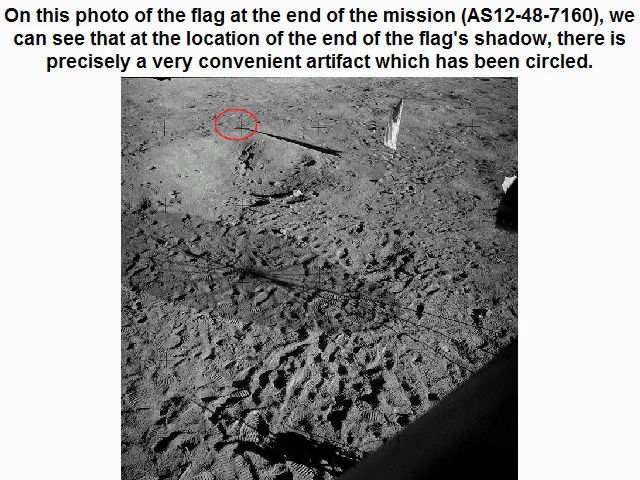 On this photo of the flag at the end of the mission (AS12-48-7160), we
can see that at the location of the end of the flag's shadow, there is
precisely a very convenient artifact which has been circled.